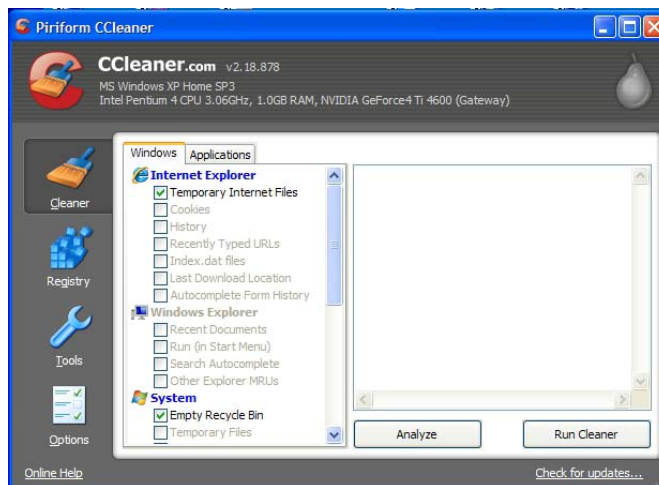 Piriform CCleaner
CCleaner.com v2.18.878
MS Windows XP Home SP3
Intel Pentium 4 CPU 3.06GHz, 1.0GB RAM, NVIDIA GeForce4 Ti 4600 (Gateway)
Cleaner
Registry
Tools
Options
Windows
Applications
Internet Explorer
Temporary Internet Files
Cookies
History
Recently Typed URLs
Index.dat files
Last Download Location
Autocomplete Form History
Windows Explorer
Recent Documents
Run (in Start Menu)
Search Autocomplete
Other Explorer MRUs
System
Empty Recycle Bin
Temporary Files
Analyze
Run Cleaner
Online Help
Check for updates...